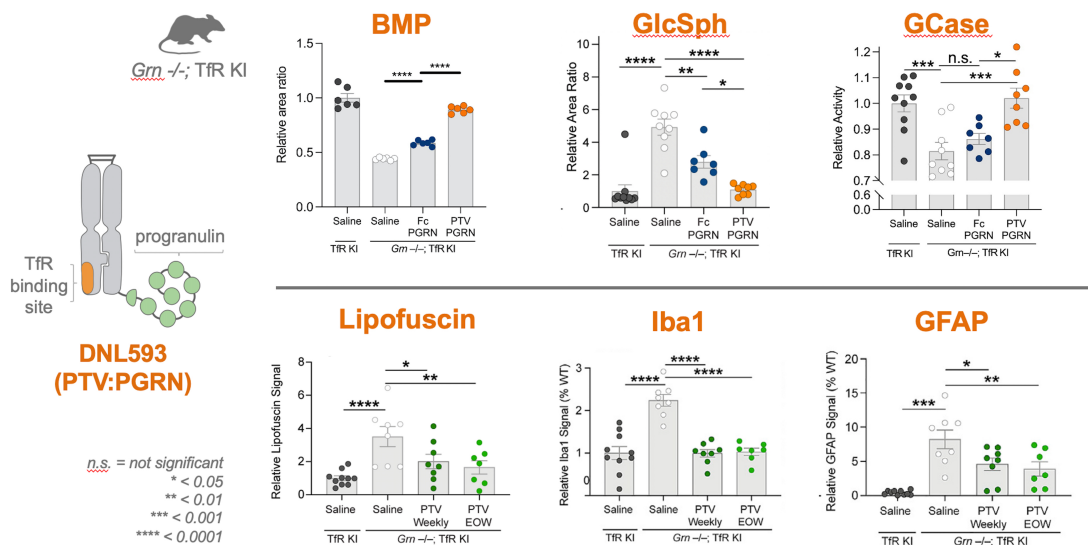 Grn -/-; TfR KI
progranulin
TfR
binding
site
DNL593
(PTV:PGRN)
n.s. = not significant
* < 0.05
** < 0.01
*** < 0.001
**** < 0.0001
BMP
Relative area ratio
1.5
1.0
0.5
0.0
**** ****
Saline Saline Fc PGRN PTV PGRN
TfR KI Grn –/–; TfR KI
GlcSph
Relative Area Ratio
10
8
6
4
2
0
**** **** ** *
Saline Saline Fc PGRN PTV PGRN
TfR KI Grn –/–; TfR KI
GCase
Relative Activity
1.2
1.1
1.0
0.9
0.8
0.7
0.6
0.0
*** n.s. * ***
Saline Saline Fc PGRN PTV PGRN
TfR KI Grn–/–; TfR KI
Lipofuscin
Relative Lipofuscin Signal
8
6
4
2
0
**** * **
Saline Saline PTV Weekly PTV EOW
TfR KI Grn –/–; TfR KI
Iba1
Relative Iba1 Signal (% WT)
3
2
1
0
**** **** ****
Saline Saline PTV Weekly PTV EOW
TfR KI Grn –/–; TfR KI
GFAP
Relative GFAP Signal (% WT)
20
15
10
5
0
*** * **
Saline Saline PTV Weekly PTV EOW
TfR KI Grn –/–; TfR KI